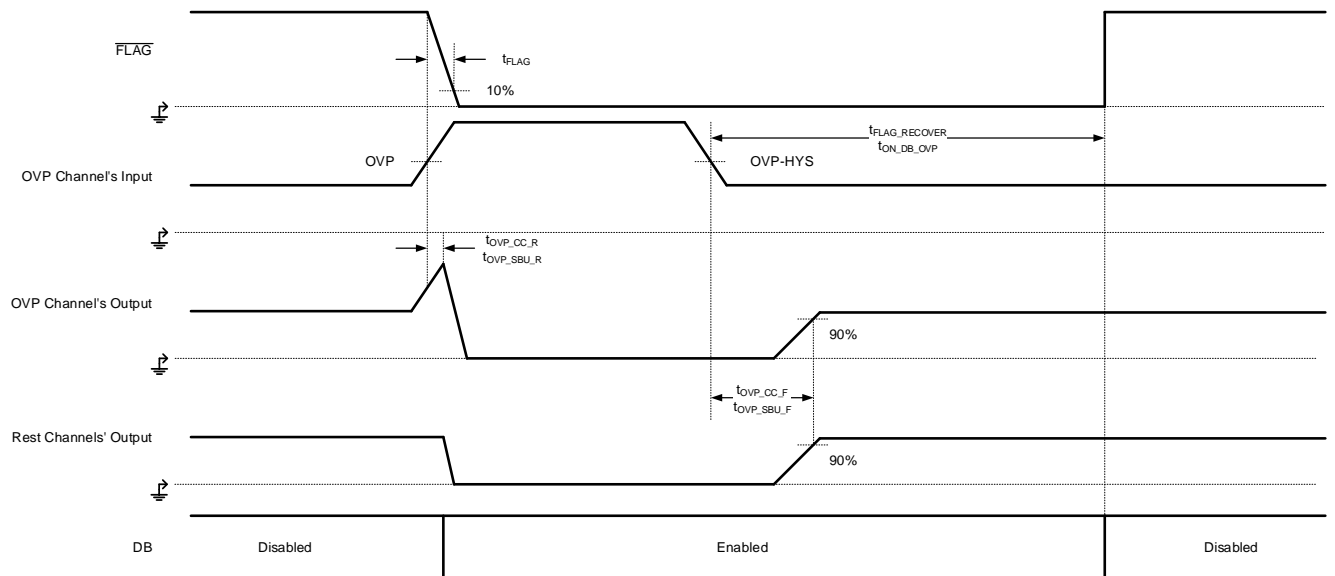 FLAG
tFLAG
10%
tFLAG_RECOVER
tON_DB_OVP
OVP
OVP-HYS
OVP Channel's Input
tOVP_CC_R
tOVP_SBU_R
OVP Channel's Output
90%
tOVP_CC_F
tOVP_SBU_F
Rest Channels' Output
90%
DB
Disabled
Enabled
Disabled